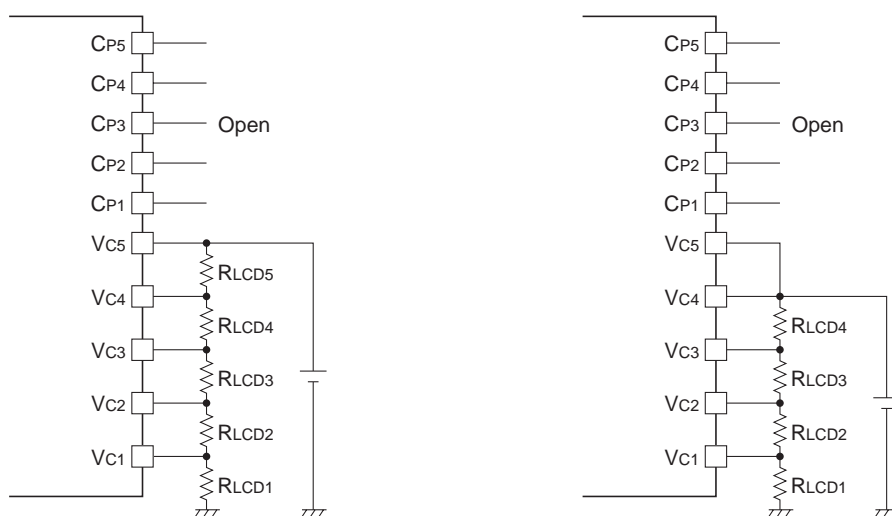 CP5
CP4
CP3 Open
CP2
CP1
VC5
RLCD5
VC4
RLCD4
VC3
RLCD3
VC2
RLCD2
VC1
RLCD1
CP5
CP4
CP3 Open
CP2
CP1
VC5
VC4
RLCD4
VC3
RLCD3
VC2
RLCD2
VC1
RLCD1